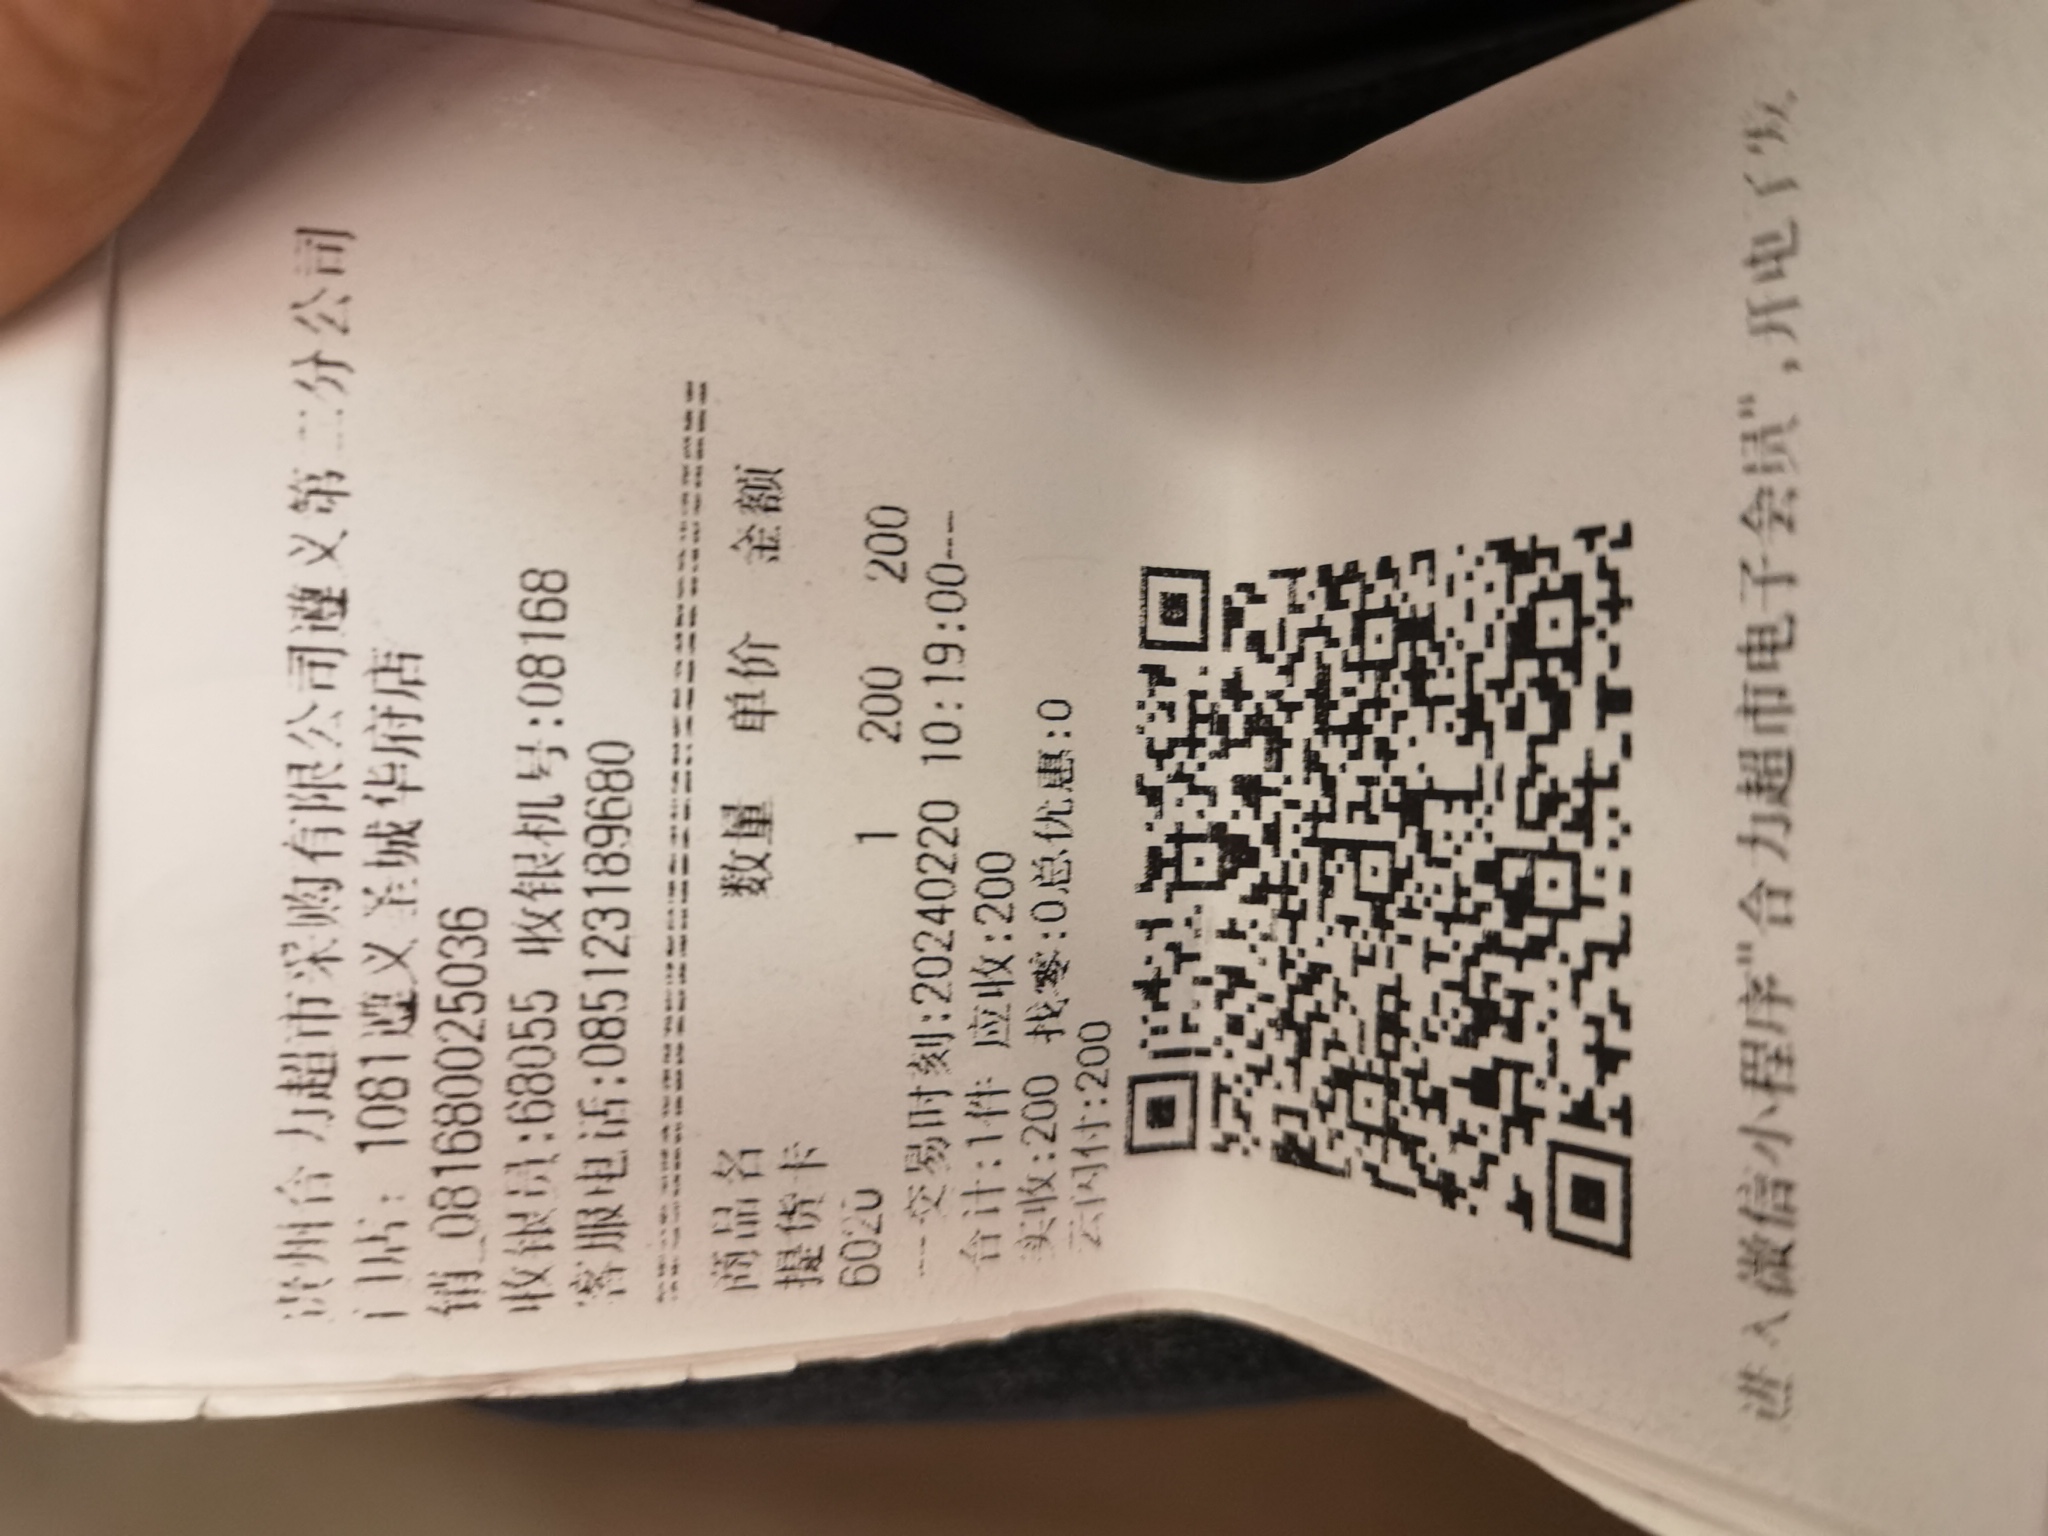 贵州合力超市采购有限公司遵义第二分公司
门店: 1081遵义圣城华府店
销_081680025036
收银员:68055 收银机号:08168
客服电话:085123189680
商品名 数量 单价 金额
提货卡
6020 1 200 200
---交易时刻:20240220 10:19:00---
合计:1件 应收:200
实收:200 找零:0总优惠:0
云闪付:200
进入微信小程序"合力超市电子会员",开电子发